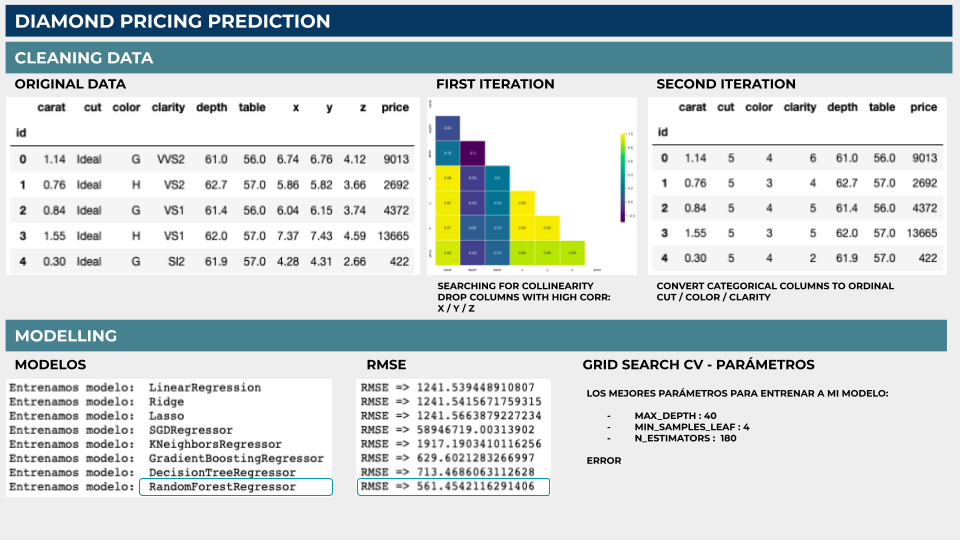 DIAMOND PRICING PREDICTION
CLEANING DATA
ORIGINAL DATA
carat cut color clarity depth table x y z price
id
0 1.14 Ideal G VVS2 61.0 56.0 6.74 6.76 4.12 9013
1 0.76 Ideal H VS2 62.7 57.0 5.86 5.82 3.66 2692
2 0.84 Ideal G VS1 61.4 56.0 6.04 6.15 3.74 4372
3 1.55 Ideal H VS1 62.0 57.0 7.37 7.43 4.59 13665
4 0.30 Ideal G SI2 61.9 57.0 4.28 4.31 2.66 422
FIRST ITERATION
carat depth table x y z price
SEARCHING FOR COLLINEARITY
DROP COLUMNS WITH HIGH CORR:
X / Y / Z
SECOND ITERATION
carat cut color clarity depth table price
id
0 1.14 5 4 6 61.0 56.0 9013
1 0.76 5 3 4 62.7 57.0 2692
2 0.84 5 4 5 61.4 56.0 4372
3 1.55 5 3 5 62.0 57.0 13665
4 0.30 5 4 2 61.9 57.0 422
CONVERT CATEGORICAL COLUMNS TO ORDINAL
CUT / COLOR / CLARITY
MODELLING
MODELOS
Entrenamos modelo: LinearRegression
Entrenamos modelo: Ridge
Entrenamos modelo: Lasso
Entrenamos modelo: SGDRegressor
Entrenamos modelo: KNeighborsRegressor
Entrenamos modelo: GradientBoostingRegressor
Entrenamos modelo: DecisionTreeRegressor
Entrenamos modelo: RandomForestRegressor
RMSE
RMSE => 1241.539448910807
RMSE => 1241.5415671759315
RMSE => 1241.5663879227234
RMSE => 58946719.00313902
RMSE => 1917.1903410116256
RMSE => 629.6021283266997
RMSE => 713.4686063112628
RMSE => 561.4542116291406
GRID SEARCH CV - PARÁMETROS
LOS MEJORES PARÁMETROS PARA ENTRENAR A MI MODELO:
- MAX_DEPTH : 40
- MIN_SAMPLES_LEAF : 4
- N_ESTIMATORS : 180
ERROR